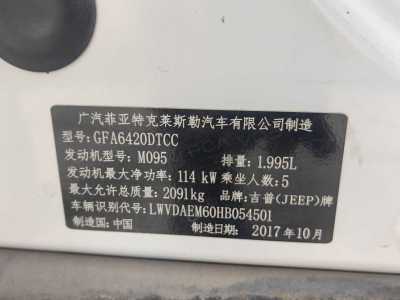 广汽菲亚特克莱斯勒汽车有限公司制造
型号：GFA6420DTCC
发动机型号：M095 排量：1.995L
发动机最大净功率：114 kW 乘坐人数：5
最大允许总质量：2091kg 品牌：吉普(JEEP)牌
车辆识别代号：LWVDAEM60HB054501
制造国：中国 制造日期：2017年10月